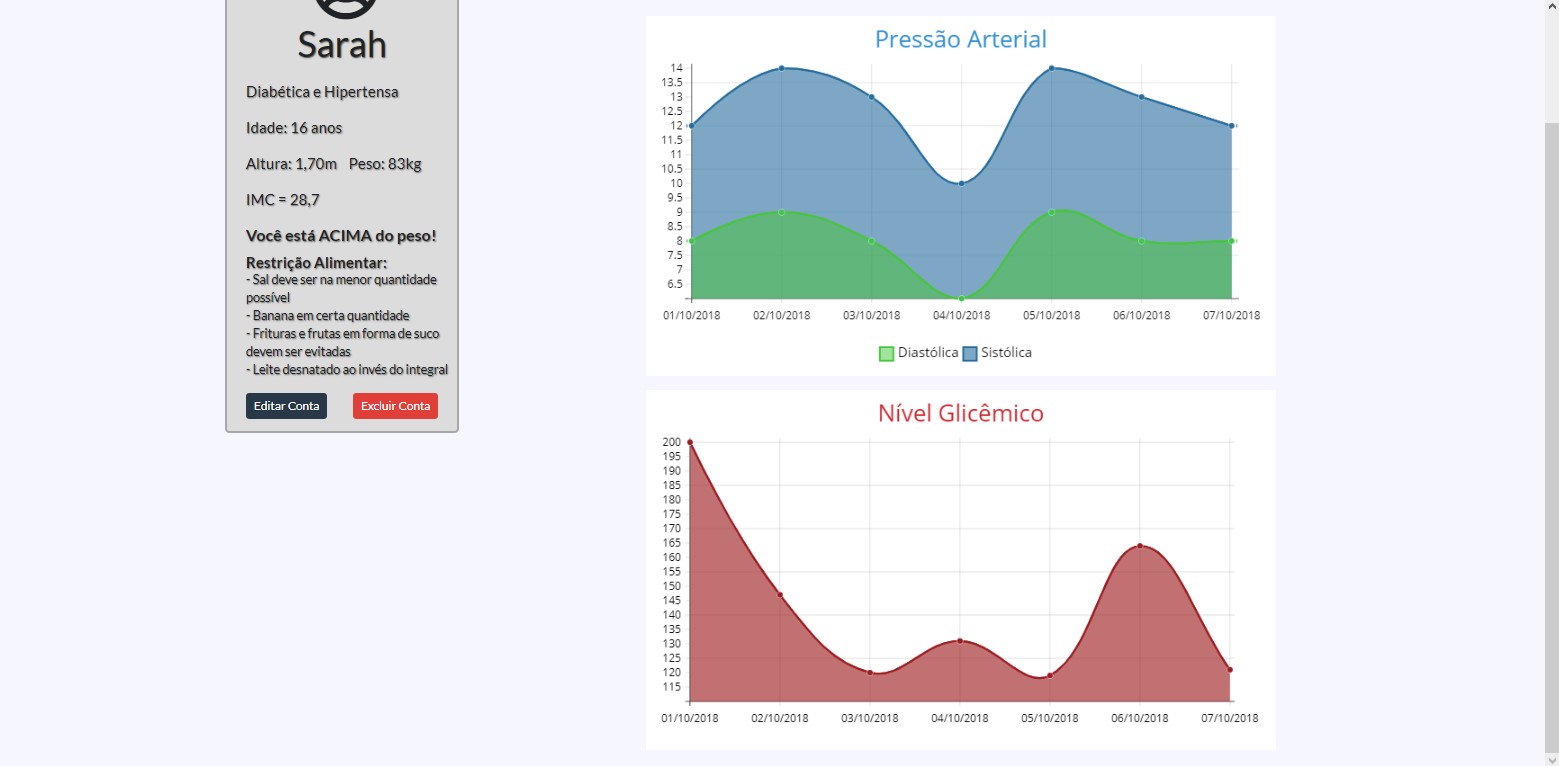 Sarah
Diabética e Hipertensa
Idade: 16 anos
Altura: 1,70m Peso: 83kg
IMC = 28,7
Você está ACIMA do peso!
Restrição Alimentar:
- Sal deve ser na menor quantidade
possível
- Banana em certa quantidade
- Frituras e frutas em forma de suco
devem ser evitadas
- Leite desnatado ao invés do integral
Editar Conta Excluir Conta
Pressão Arterial
14
13.5
13
12.5
12
11.5
11
10.5
10
9.5
9
8.5
8
7.5
7
6.5
01/10/2018 02/10/2018 03/10/2018 04/10/2018 05/10/2018 06/10/2018 07/10/2018
Diastólica Sistólica
Nível Glicêmico
200
195
190
185
180
175
170
165
160
155
150
145
140
135
130
125
120
115
01/10/2018 02/10/2018 03/10/2018 04/10/2018 05/10/2018 06/10/2018 07/10/2018